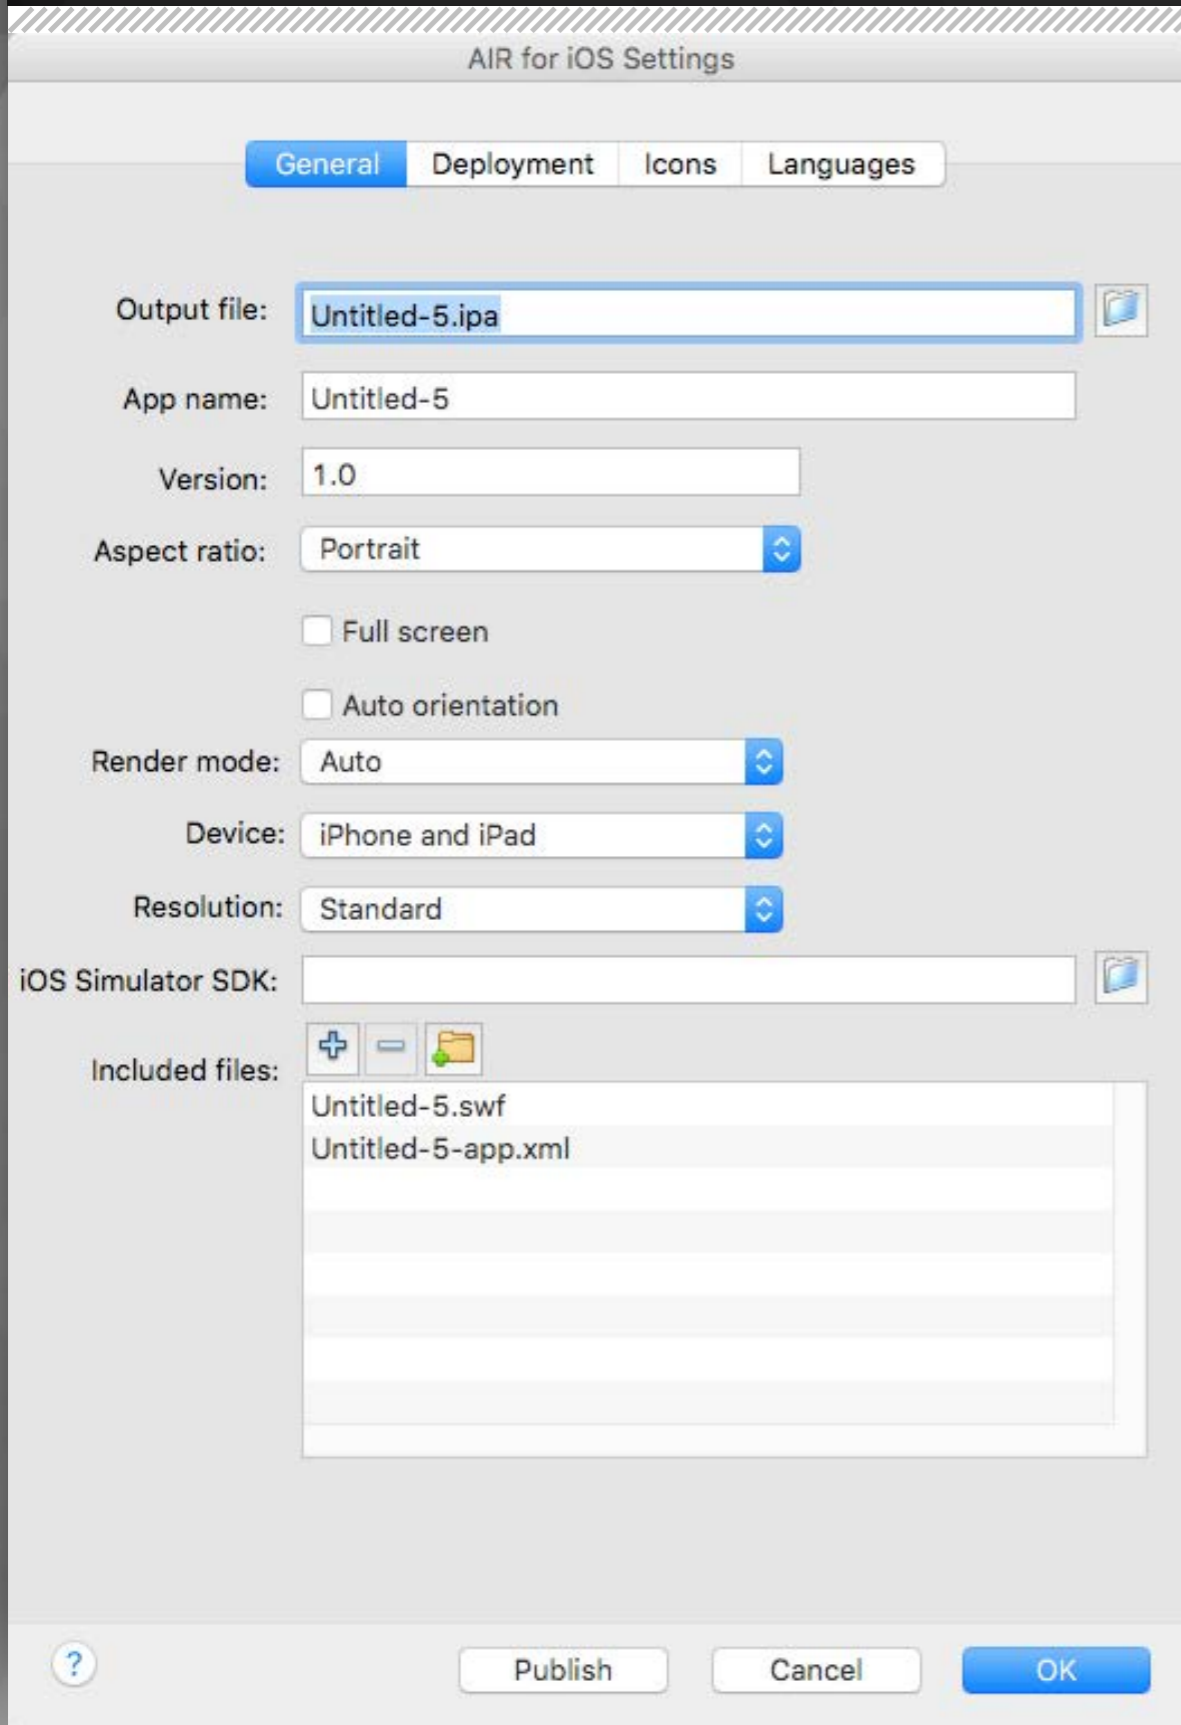 AIR for iOS Settings
General Deployment Icons Languages
Output file: Untitled-5.ipa
App name: Untitled-5
Version: 1.0
Aspect ratio: Portrait
Full screen
Auto orientation
Render mode: Auto
Device: iPhone and iPad
Resolution: Standard
iOS Simulator SDK:
Included files:
Untitled-5.swf
Untitled-5-app.xml
? Publish Cancel OK